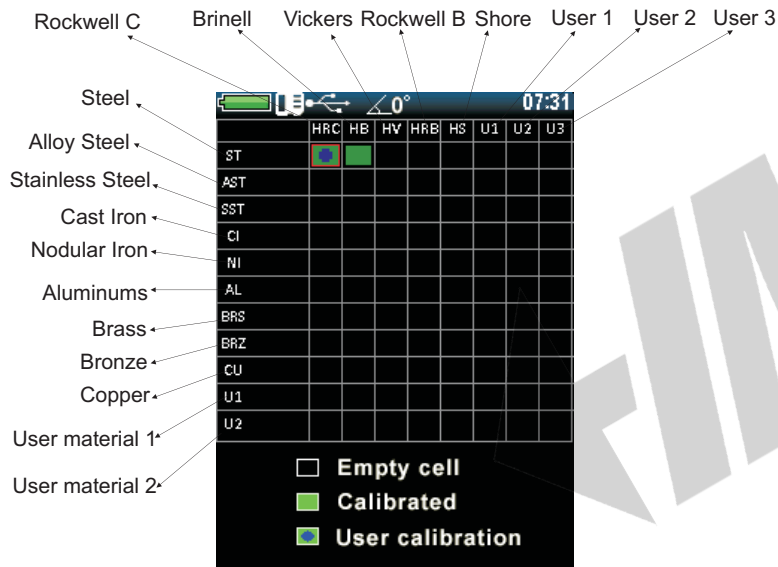 Rockwell C Brinell Vickers Rockwell B Shore User 1 User 2 User 3
Steel
Alloy Steel
Stainless Steel
Cast Iron
Nodular Iron
Aluminums
Brass
Bronze
Copper
User material 1
User material 2
0° 07:31
HRC HB HV HRB HS U1 U2 U3
ST
AST
SST
CI
NI
AL
BRS
BRZ
CU
U1
U2
Empty cell
Calibrated
User calibration